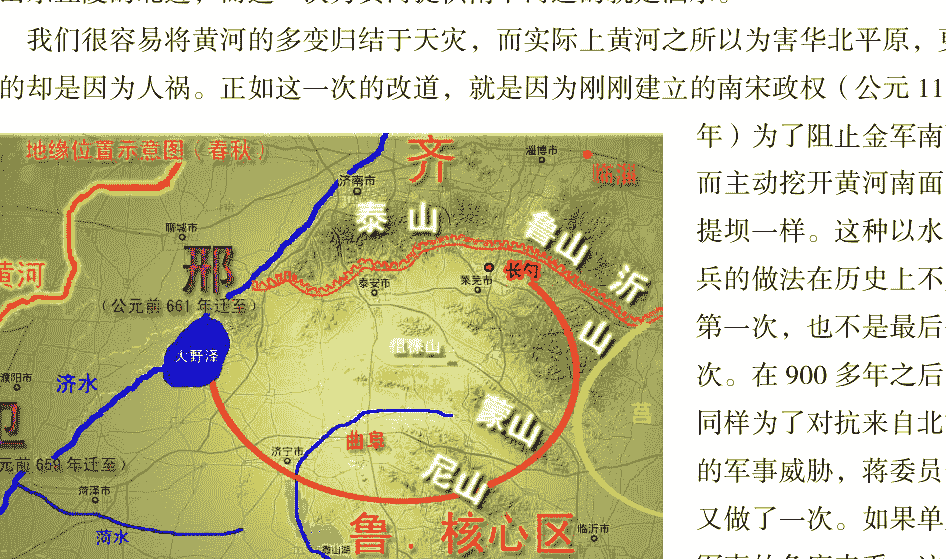 我们很容易将黄河的多变归结于天灾，而实际上黄河之所以为害华北平原，更
的却是因为人祸。正如这一次的改道，就是因为刚刚建立的南宋政权（公元 11
年）为了阻止金军南
而主动挖开黄河南面
提坝一样。这种以水
兵的做法在历史上不
第一次，也不是最后
次。在 900 多年之后
同样为了对抗来自北
的军事威胁，蒋委员
又做了一次。如果单
地缘位置示意图（春秋）
齐
淄博市
临淄
济南市
泰山
鲁山
沂
山
聊城市
邢
（公元前 661 年迁至）
黄河
泰安市
莱芜市
长勺
大野泽
徂徕山
濮阳市
济水
卫
元前 659 年迁至）
曲阜
蒙山
莒
尼山
济宁市
菏泽市
菏水
微山湖
鲁．核心区
临沂市